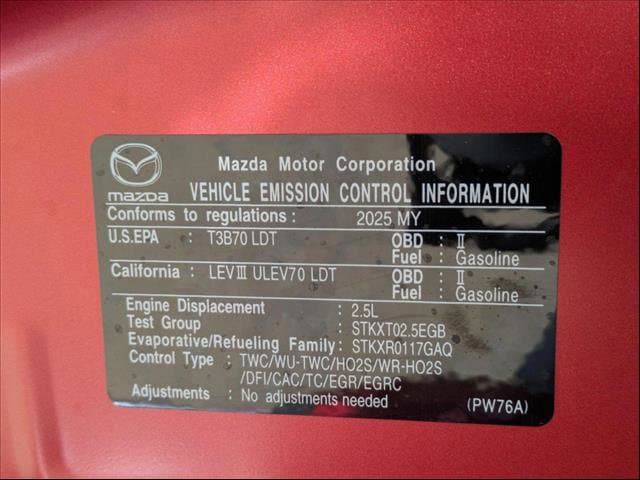 Mazda Motor Corporation
mazda VEHICLE EMISSION CONTROL INFORMATION
Conforms to regulations : 2025 MY
U.S.EPA : T3B70 LDT OBD : II
Fuel : Gasoline
California : LEVIII ULEV70 LDT OBD : II
Fuel : Gasoline
Engine Displacement : 2.5L
Test Group : STKXT02.5EGB
Evaporative/Refueling Family : STKXR0117GAQ
Control Type : TWC/WU-TWC/HO2S/WR-HO2S
/DFI/CAC/TC/EGR/EGRC
Adjustments : No adjustments needed (PW76A)